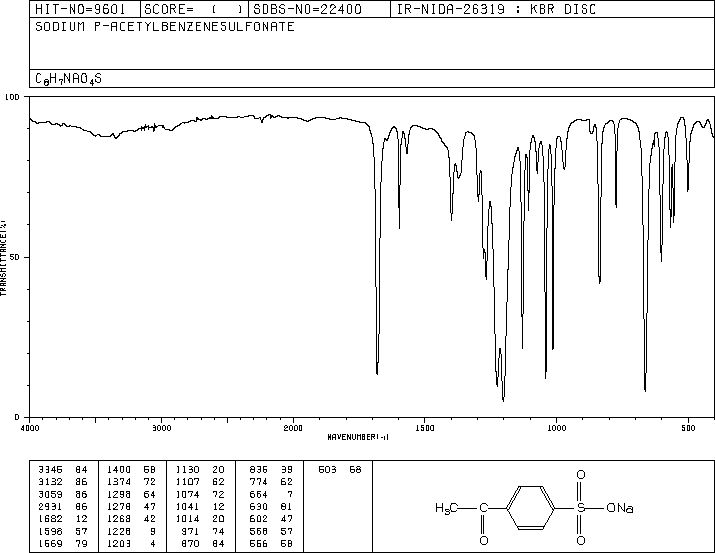 HIT-NO=9601 SCORE= ( ) SDBS-NO=22400 IR-NIDA-26319 : KBR DISC
SODIUM P-ACETYLBENZENESULFONATE
C8H7NAO4S
100
50
0
TRANSMITTANCE(%)
4000 3000 2000 1500 1000 500
WAVENUMBER(-1)
3345 84 1400 58 1130 20 835 39 503 68
3132 86 1374 72 1107 62 774 62
3059 86 1298 64 1074 72 664 7
2931 86 1278 47 1041 12 630 81
1682 12 1268 42 1014 20 602 47
1598 57 1228 9 971 74 568 57
1569 79 1203 4 870 84 556 58
O
H3C C S ONa
O O